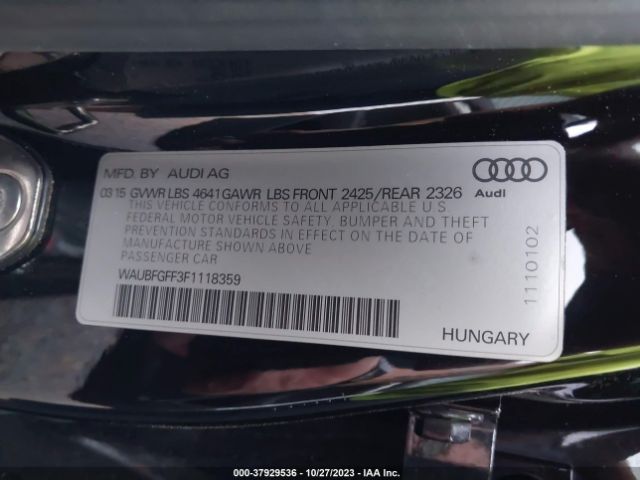 MFD. BY AUDI AG
Audi
03 15 GVWR LBS 4641 GAWR LBS FRONT 2425/REAR 2326
THIS VEHICLE CONFORMS TO ALL APPLICABLE U.S.
FEDERAL MOTOR VEHICLE SAFETY, BUMPER AND THEFT
PREVENTION STANDARDS IN EFFECT ON THE DATE OF
MANUFACTURE SHOWN ABOVE
PASSENGER CAR
WAUBFGFF3F1118359
1110102
HUNGARY
000-37929536 - 10/27/2023 - IAA Inc.